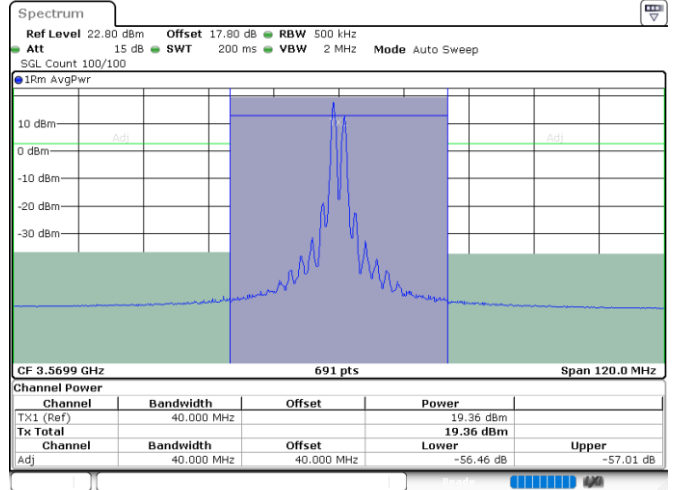 Spectrum
Ref Level 22.80 dBm Offset 17.80 dB RBW 500 kHz
Att 15 dB SWT 200 ms VBW 2 MHz Mode Auto Sweep
SGL Count 100/100
1Rm AvgPwr
10 dBm
Adj Adj
0 dBm
-10 dBm
-20 dBm
-30 dBm
CF 3.5699 GHz 691 pts Span 120.0 MHz
Channel Power
Channel Bandwidth Offset Power
TX1 (Ref) 40.000 MHz 19.36 dBm
Tx Total 19.36 dBm
Channel Bandwidth Offset Lower Upper
Adj 40.000 MHz 40.000 MHz -56.46 dB -57.01 dB
Ready